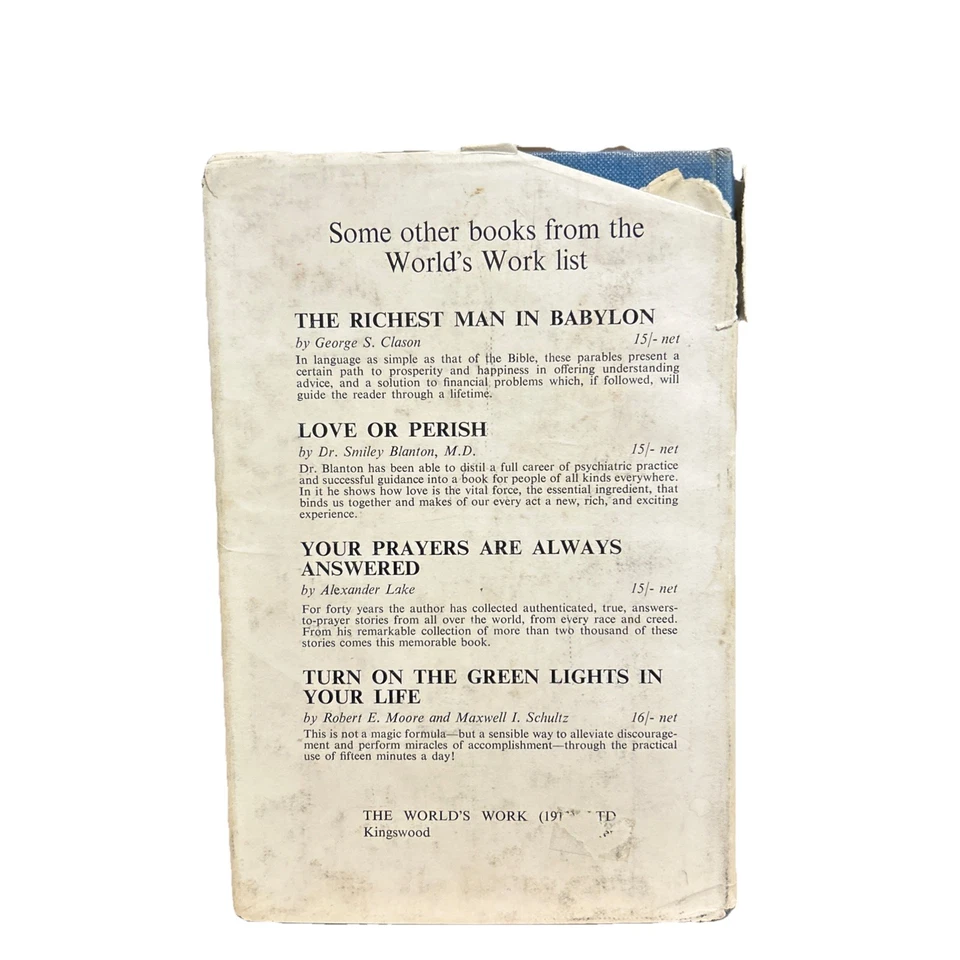 Some other books from the
World's Work list
THE RICHEST MAN IN BABYLON
by George S. Clason 15/- net
In language as simple as that of the Bible, these parables present a
certain path to prosperity and happiness in offering understanding
advice, and a solution to financial problems which, if followed, will
guide the reader through a lifetime.
LOVE OR PERISH
by Dr. Smiley Blanton, M.D. 15/- net
Dr. Blanton has been able to distil a full career of psychiatric practice
and successful guidance into a book for people of all kinds everywhere.
In it he shows how love is the vital force, the essential ingredient, that
binds us together and makes of our every act a new, rich, and exciting
experience.
YOUR PRAYERS ARE ALWAYS
ANSWERED
by Alexander Lake 15/- net
For forty years the author has collected authenticated, true, answers-
to-prayer stories from all over the world, from every race and creed.
From his remarkable collection of more than two thousand of these
stories comes this memorable book.
TURN ON THE GREEN LIGHTS IN
YOUR LIFE
by Robert E. Moore and Maxwell I. Schultz 16/- net
This is not a magic formula—but a sensible way to alleviate discourage-
ment and perform miracles of accomplishment—through the practical
use of fifteen minutes a day!
THE WORLD'S WORK
Kingswood